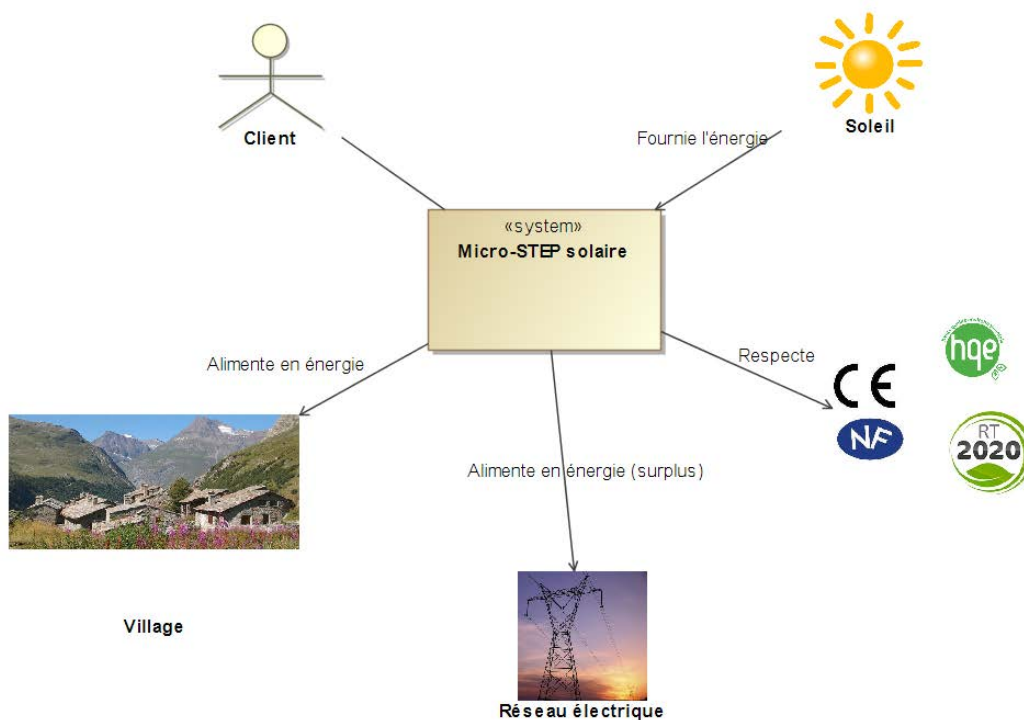 Client
Soleil
Fournie l'énergie
«system»
Micro-STEP solaire
Alimente en énergie
Respecte
hqe
CE
NF
RT
2020
Alimente en énergie (surplus)
Village
Réseau électrique